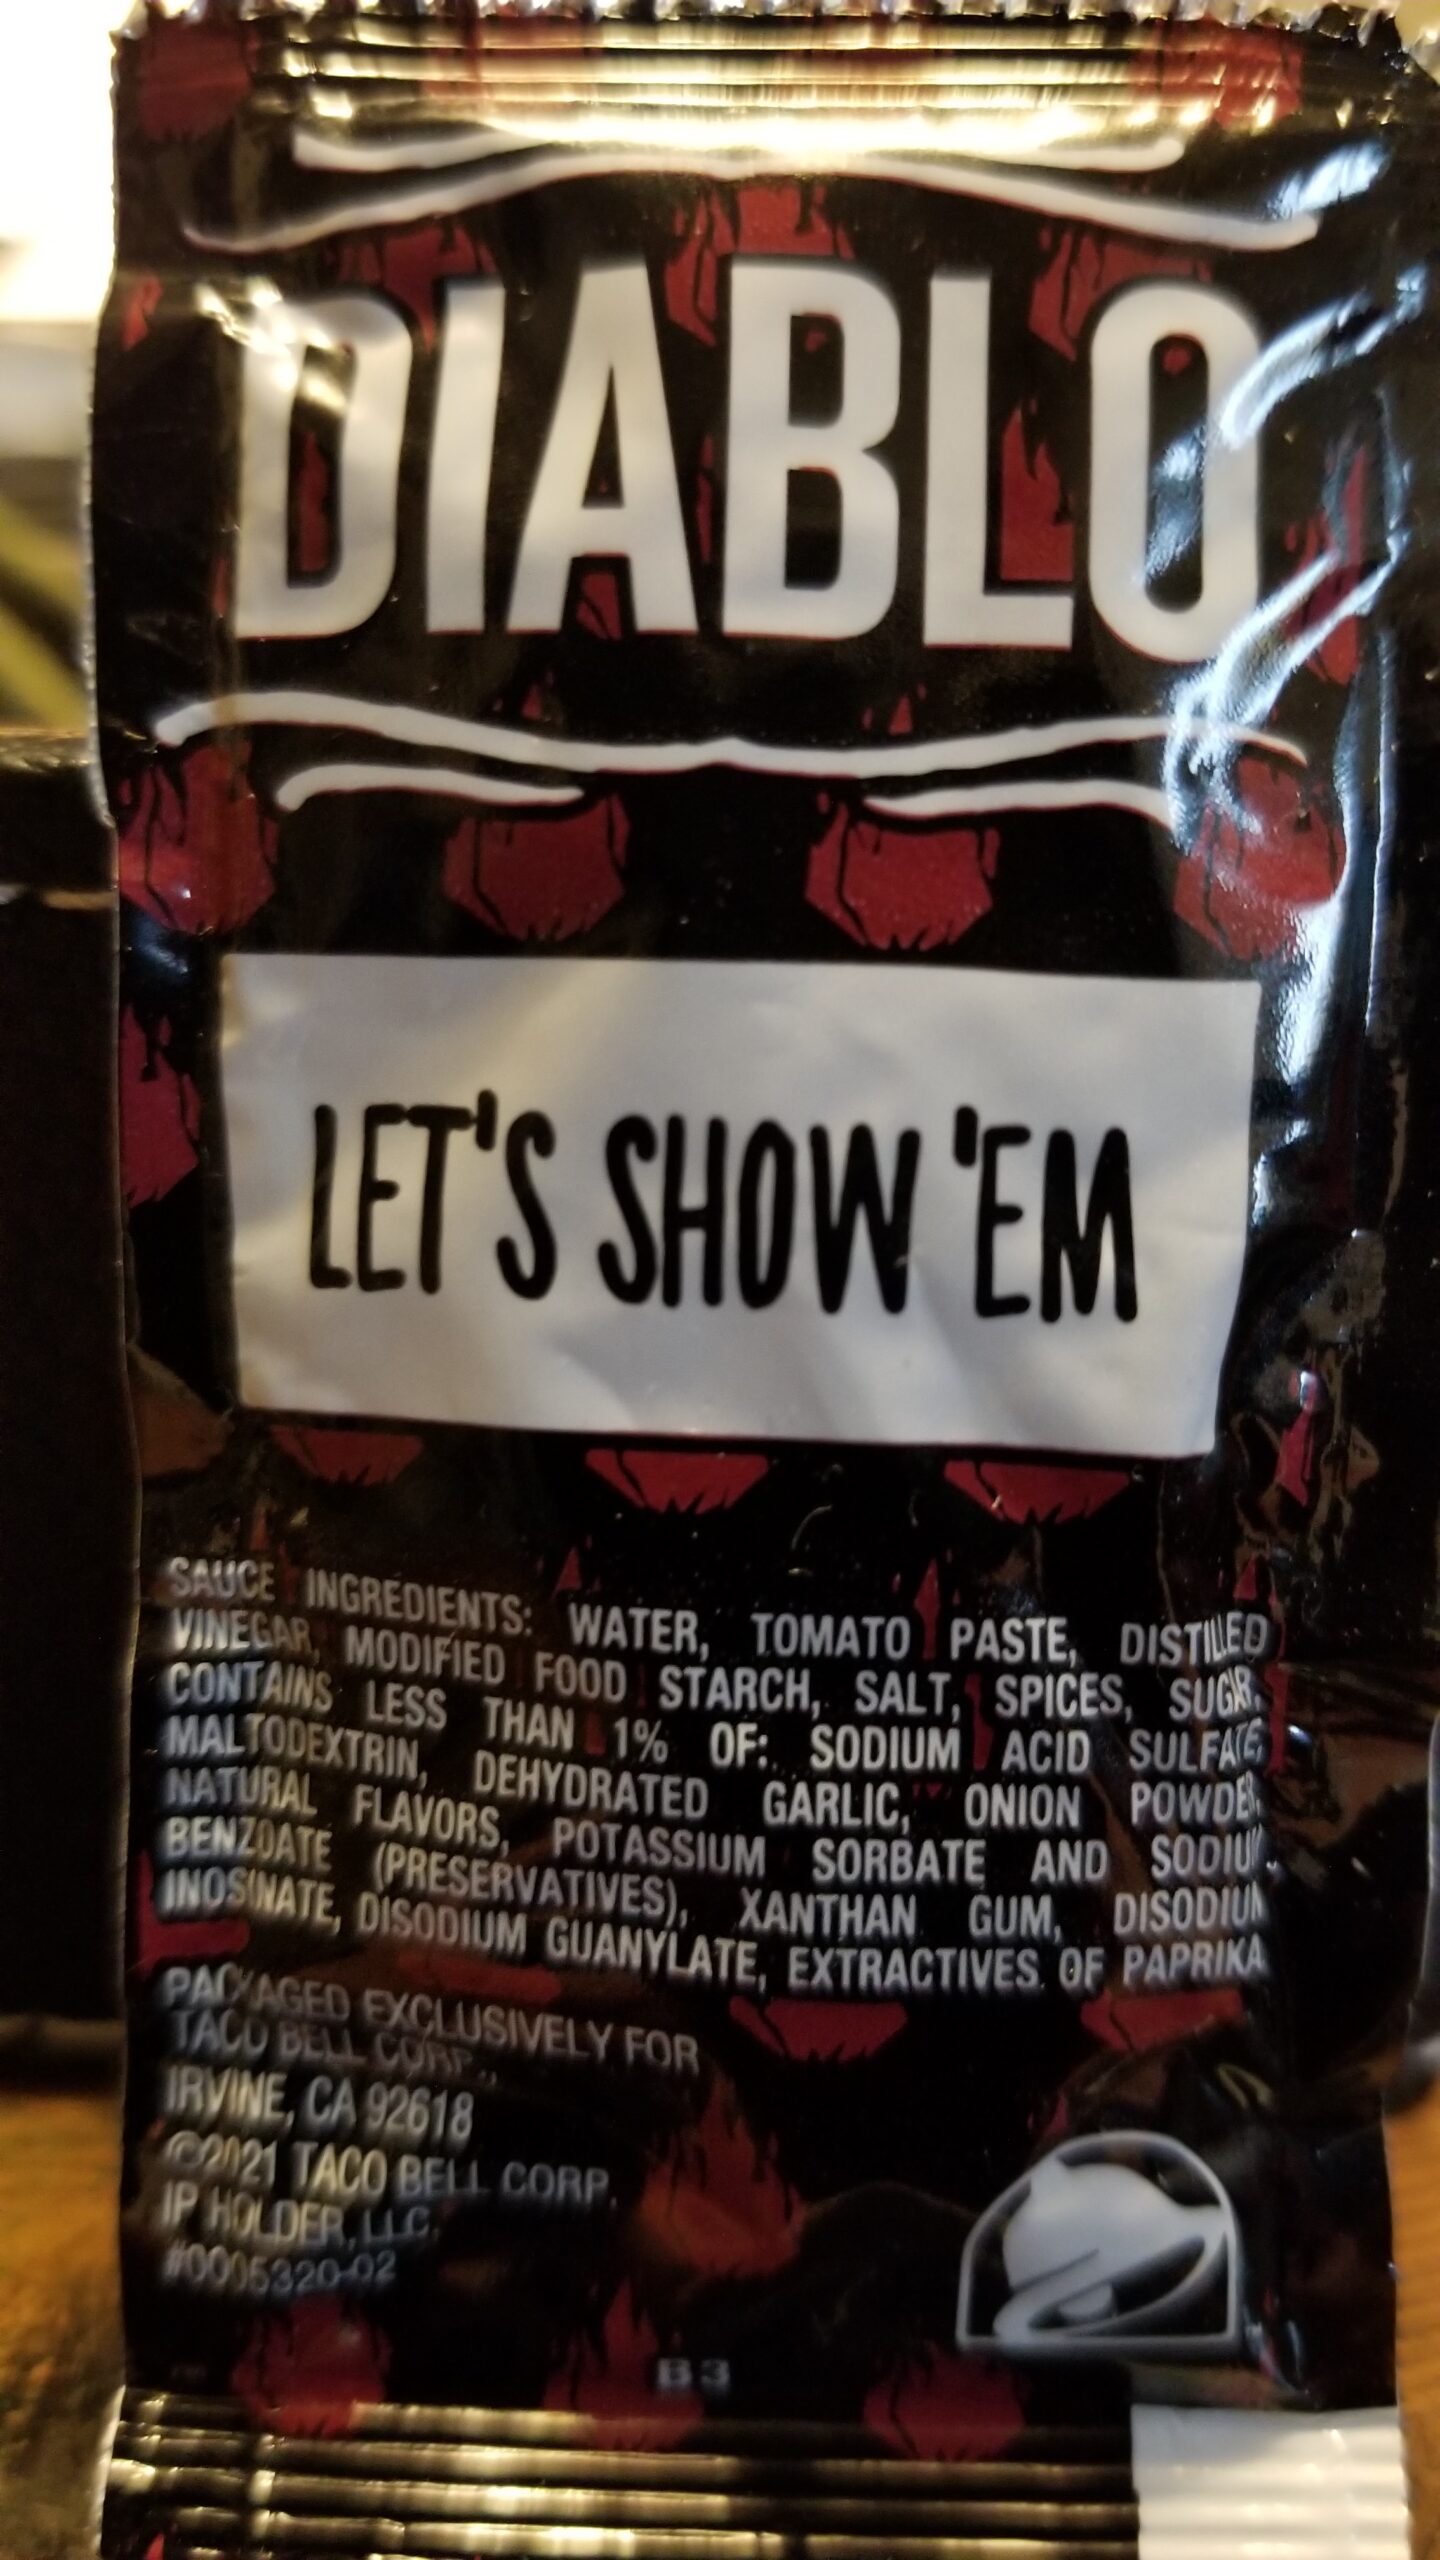 DIABLO
LET'S SHOW 'EM
SAUCE INGREDIENTS: WATER, TOMATO PASTE, DISTILLED
VINEGAR, MODIFIED FOOD STARCH, SALT, SPICES, SUGAR,
CONTAINS LESS THAN 1% OF: SODIUM ACID SULFATE,
MALTODEXTRIN, DEHYDRATED GARLIC, ONION POWDER,
NATURAL FLAVORS, POTASSIUM SORBATE AND SODIUM
BENZOATE (PRESERVATIVES), XANTHAN GUM, DISODIUM
INOSINATE, DISODIUM GUANYLATE, EXTRACTIVES OF PAPRIKA
PACKAGED EXCLUSIVELY FOR
TACO BELL CORP.,
IRVINE, CA 92618
©2021 TACO BELL CORP.
IP HOLDER, LLC.
#0005320-02
B3